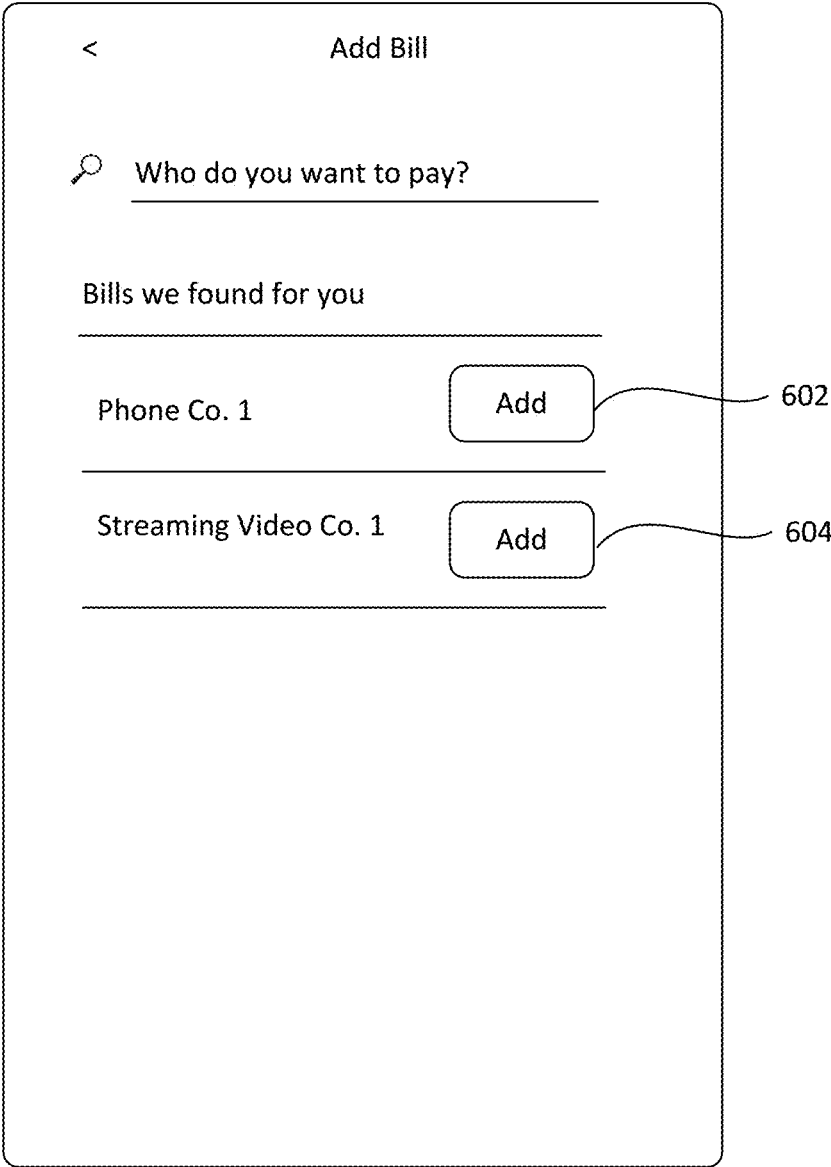 < Add Bill
Who do you want to pay?
Bills we found for you
Phone Co. 1 Add 602
Streaming Video Co. 1 Add 604